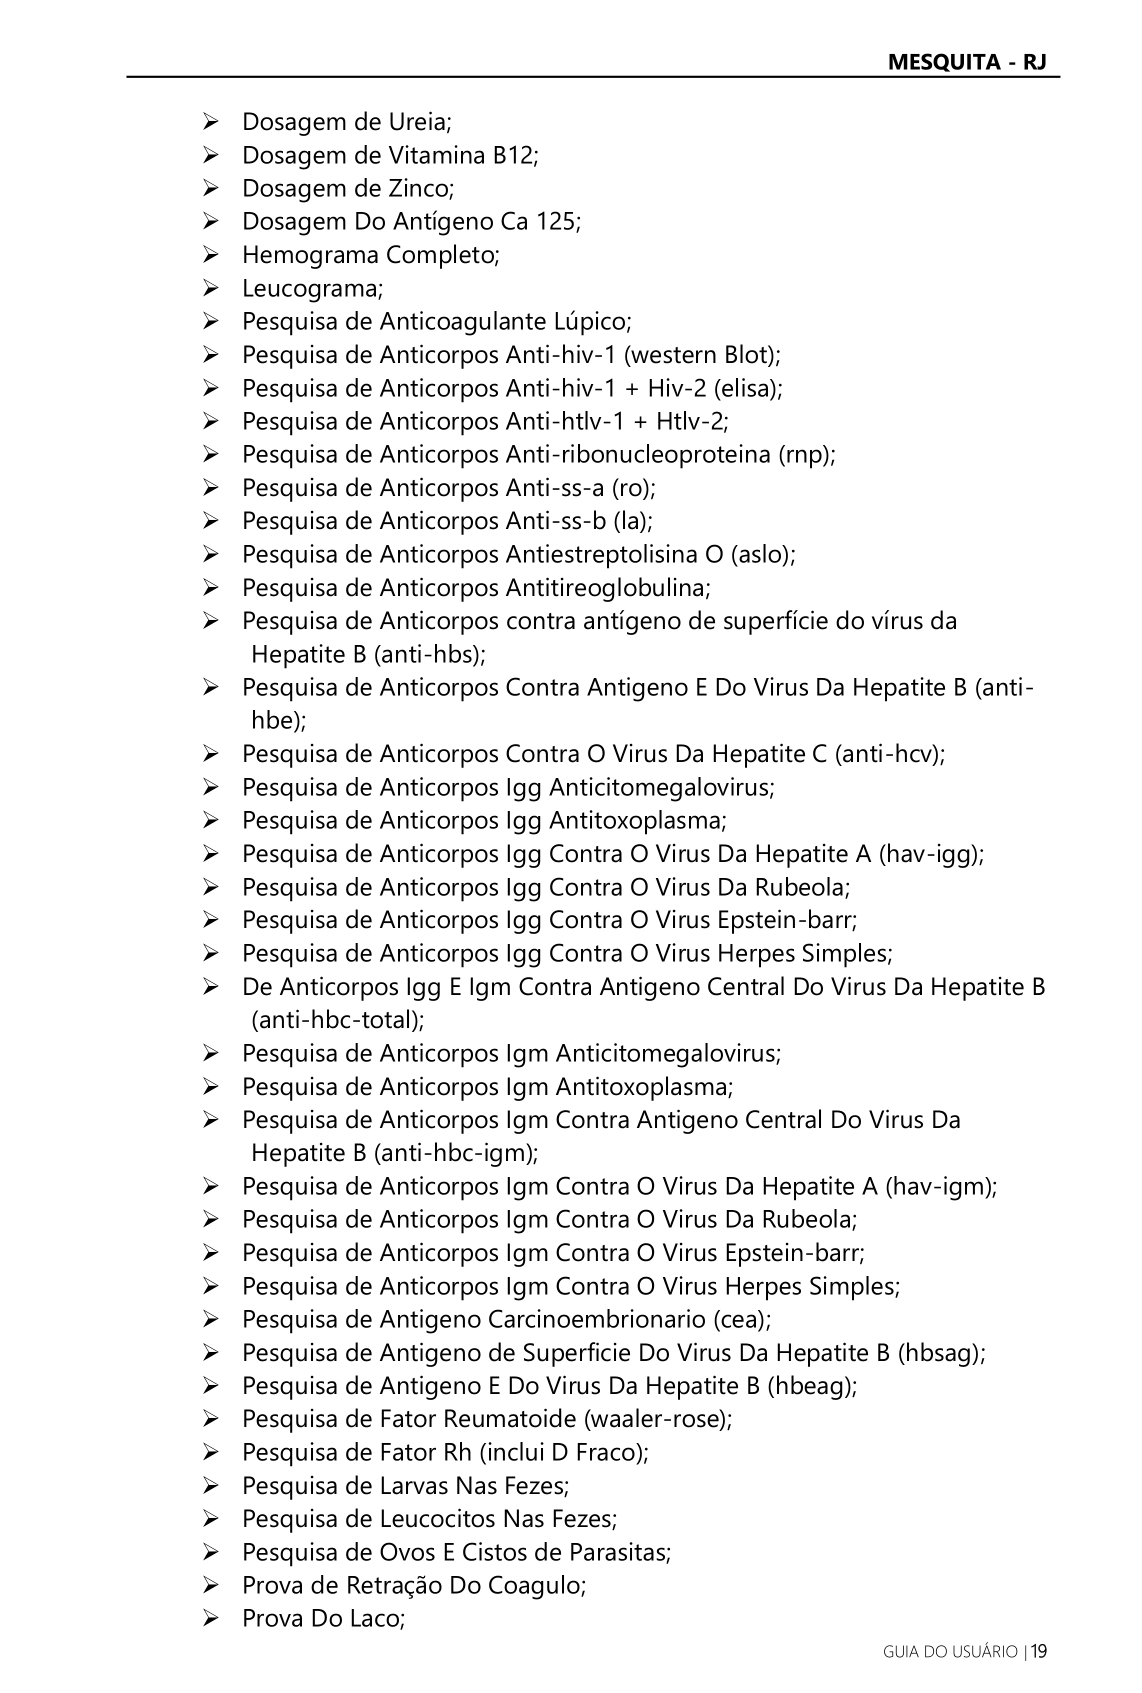 MESQUITA - RJ
➢ Dosagem de Ureia;
➢ Dosagem de Vitamina B12;
➢ Dosagem de Zinco;
➢ Dosagem Do Antígeno Ca 125;
➢ Hemograma Completo;
➢ Leucograma;
➢ Pesquisa de Anticoagulante Lúpico;
➢ Pesquisa de Anticorpos Anti-hiv-1 (western Blot);
➢ Pesquisa de Anticorpos Anti-hiv-1 + Hiv-2 (elisa);
➢ Pesquisa de Anticorpos Anti-htlv-1 + Htlv-2;
➢ Pesquisa de Anticorpos Anti-ribonucleoproteina (rnp);
➢ Pesquisa de Anticorpos Anti-ss-a (ro);
➢ Pesquisa de Anticorpos Anti-ss-b (la);
➢ Pesquisa de Anticorpos Antiestreptolisina O (aslo);
➢ Pesquisa de Anticorpos Antitireoglobulina;
➢ Pesquisa de Anticorpos contra antígeno de superfície do vírus da
Hepatite B (anti-hbs);
➢ Pesquisa de Anticorpos Contra Antigeno E Do Virus Da Hepatite B (anti-
hbe);
➢ Pesquisa de Anticorpos Contra O Virus Da Hepatite C (anti-hcv);
➢ Pesquisa de Anticorpos Igg Anticitomegalovirus;
➢ Pesquisa de Anticorpos Igg Antitoxoplasma;
➢ Pesquisa de Anticorpos Igg Contra O Virus Da Hepatite A (hav-igg);
➢ Pesquisa de Anticorpos Igg Contra O Virus Da Rubeola;
➢ Pesquisa de Anticorpos Igg Contra O Virus Epstein-barr;
➢ Pesquisa de Anticorpos Igg Contra O Virus Herpes Simples;
➢ De Anticorpos Igg E Igm Contra Antigeno Central Do Virus Da Hepatite B
(anti-hbc-total);
➢ Pesquisa de Anticorpos Igm Anticitomegalovirus;
➢ Pesquisa de Anticorpos Igm Antitoxoplasma;
➢ Pesquisa de Anticorpos Igm Contra Antigeno Central Do Virus Da
Hepatite B (anti-hbc-igm);
➢ Pesquisa de Anticorpos Igm Contra O Virus Da Hepatite A (hav-igm);
➢ Pesquisa de Anticorpos Igm Contra O Virus Da Rubeola;
➢ Pesquisa de Anticorpos Igm Contra O Virus Epstein-barr;
➢ Pesquisa de Anticorpos Igm Contra O Virus Herpes Simples;
➢ Pesquisa de Antigeno Carcinoembrionario (cea);
➢ Pesquisa de Antigeno de Superficie Do Virus Da Hepatite B (hbsag);
➢ Pesquisa de Antigeno E Do Virus Da Hepatite B (hbeag);
➢ Pesquisa de Fator Reumatoide (waaler-rose);
➢ Pesquisa de Fator Rh (inclui D Fraco);
➢ Pesquisa de Larvas Nas Fezes;
➢ Pesquisa de Leucocitos Nas Fezes;
➢ Pesquisa de Ovos E Cistos de Parasitas;
➢ Prova de Retração Do Coagulo;
➢ Prova Do Laco;
GUIA DO USUÁRIO | 19